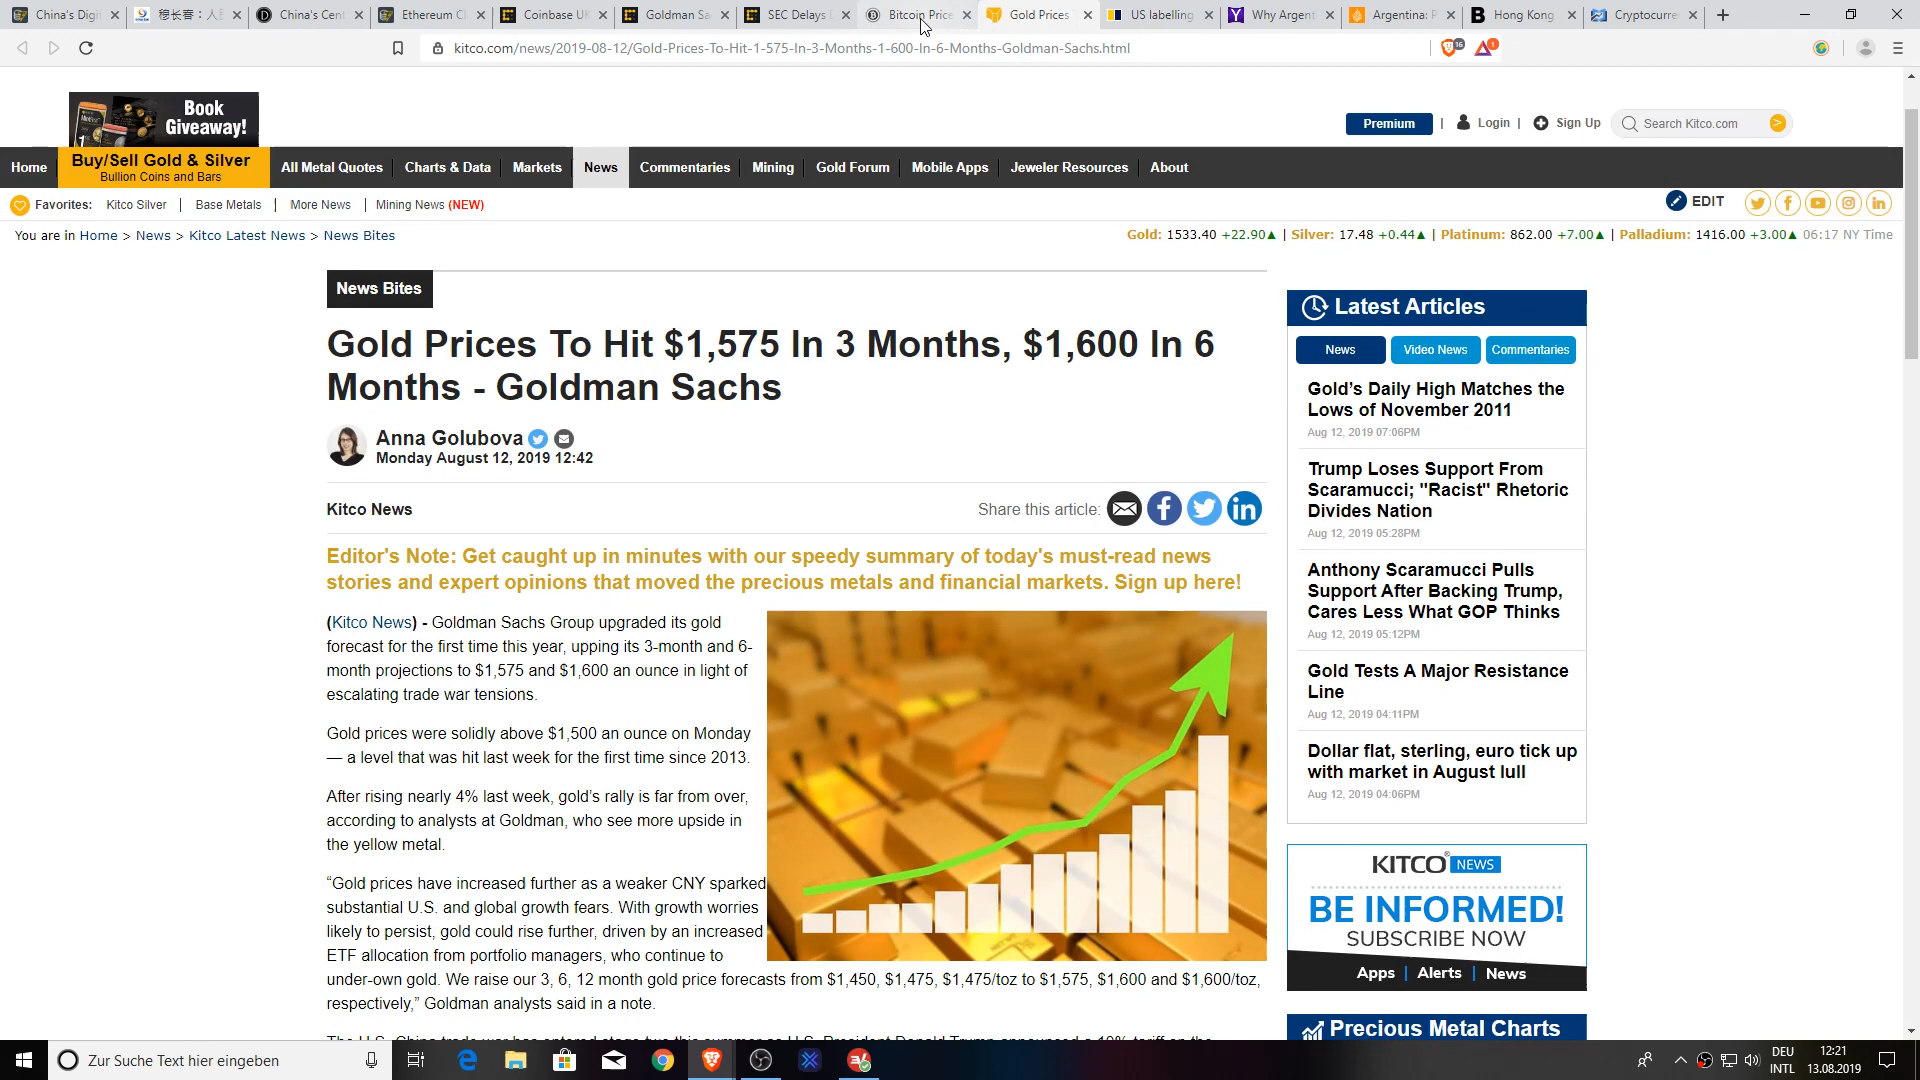 China's Digi
穆长春：人
China's Cent
Ethereum C
Coinbase U
Goldman Sa
SEC Delays
Bitcoin Price
Gold Prices
US labelling
Why Argent
Argentina: P
Hong Kong
Cryptocurre
kitco.com/news/2019-08-12/Gold-Prices-To-Hit-1-575-In-3-Months-1-600-In-6-Months-Goldman-Sachs.html
16
1
Book
Giveaway!
Premium | Login | Sign Up
Search Kitco.com
Home
Buy/Sell Gold & Silver
Bullion Coins and Bars
All Metal Quotes
Charts & Data
Markets
News
Commentaries
Mining
Gold Forum
Mobile Apps
Jeweler Resources
About
Favorites: Kitco Silver | Base Metals | More News | Mining News (NEW)
EDIT
You are in Home > News > Kitco Latest News > News Bites
Gold: 1533.40 +22.90▲ | Silver: 17.48 +0.44▲ | Platinum: 862.00 +7.00▲ | Palladium: 1416.00 +3.00▲ 06:17 NY Time
News Bites
Gold Prices To Hit $1,575 In 3 Months, $1,600 In 6
Months - Goldman Sachs
Anna Golubova
Monday August 12, 2019 12:42
Kitco News
Share this article:
Editor's Note: Get caught up in minutes with our speedy summary of today's must-read news
stories and expert opinions that moved the precious metals and financial markets. Sign up here!
(Kitco News) - Goldman Sachs Group upgraded its gold
forecast for the first time this year, upping its 3-month and 6-
month projections to $1,575 and $1,600 an ounce in light of
escalating trade war tensions.
Gold prices were solidly above $1,500 an ounce on Monday
— a level that was hit last week for the first time since 2013.
After rising nearly 4% last week, gold’s rally is far from over,
according to analysts at Goldman, who see more upside in
the yellow metal.
“Gold prices have increased further as a weaker CNY sparked
substantial U.S. and global growth fears. With growth worries
likely to persist, gold could rise further, driven by an increased
ETF allocation from portfolio managers, who continue to
under-own gold. We raise our 3, 6, 12 month gold price forecasts from $1,450, $1,475, $1,475/toz to $1,575, $1,600 and $1,600/toz,
respectively,” Goldman analysts said in a note.
Latest Articles
News
Video News
Commentaries
Gold’s Daily High Matches the
Lows of November 2011
Aug 12, 2019 07:06PM
Trump Loses Support From
Scaramucci; "Racist" Rhetoric
Divides Nation
Aug 12, 2019 05:28PM
Anthony Scaramucci Pulls
Support After Backing Trump,
Cares Less What GOP Thinks
Aug 12, 2019 05:12PM
Gold Tests A Major Resistance
Line
Aug 12, 2019 04:11PM
Dollar flat, sterling, euro tick up
with market in August lull
Aug 12, 2019 04:06PM
KITCO® NEWS
BE INFORMED!
SUBSCRIBE NOW
Apps | Alerts | News
Precious Metal Charts
Zur Suche Text hier eingeben
DEU
INTL
12:21
13.08.2019